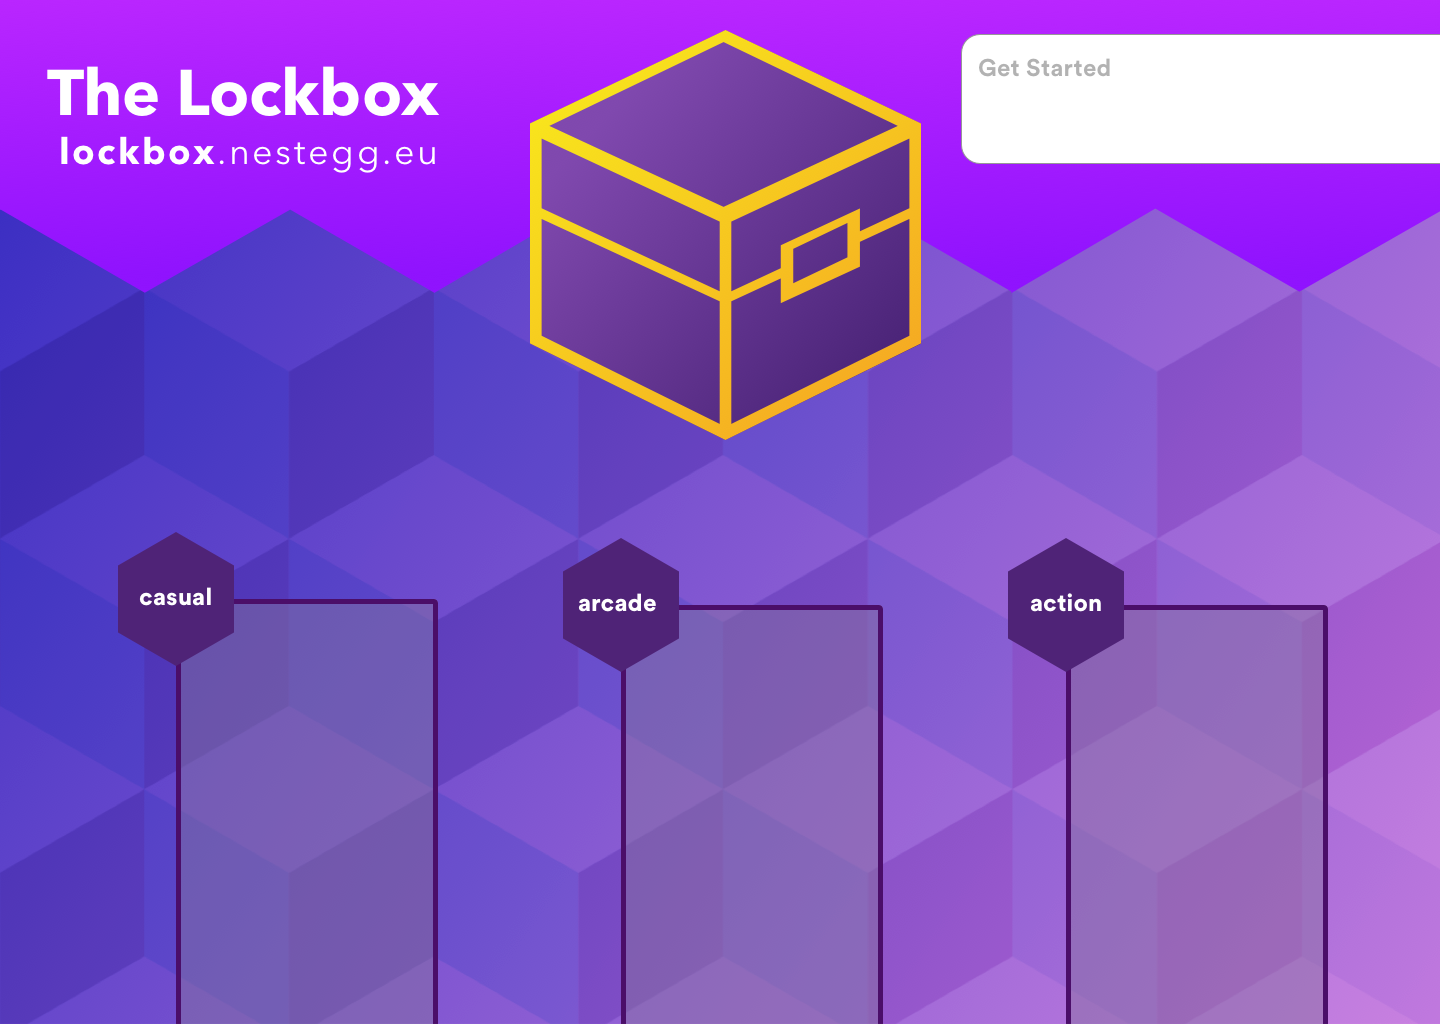 The Lockbox
lockbox.nestegg.eu
Get Started
casual
arcade
action